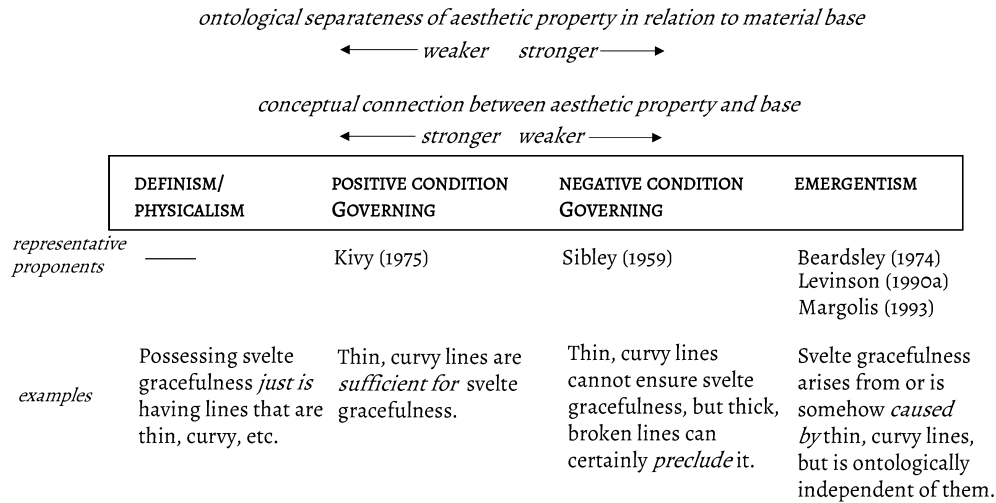 ontological separateness of aesthetic property in relation to material base
weaker stronger
conceptual connection between aesthetic property and base
stronger weaker
DEFINISM/
PHYSICALISM
POSITIVE CONDITION
GOVERNING
NEGATIVE CONDITION
GOVERNING
EMERGENTISM
representative
proponents
Kivy (1975)
Sibley (1959)
Beardsley (1974)
Levinson (1990a)
Margolis (1993)
examples
Possessing svelte
gracefulness just is
having lines that are
thin, curvy, etc.
Thin, curvy lines are
sufficient for svelte
gracefulness.
Thin, curvy lines
cannot ensure svelte
gracefulness, but thick,
broken lines can
certainly preclude it.
Svelte gracefulness
arises from or is
somehow caused
by thin, curvy lines,
but is ontologically
independent of them.